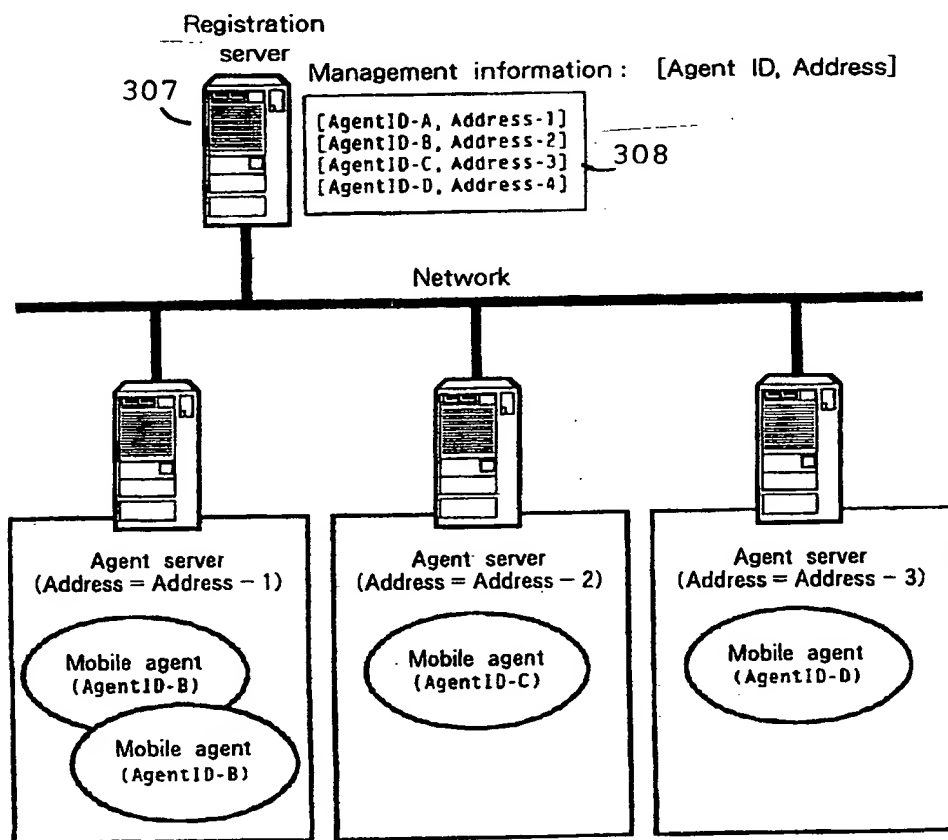 Registration
server
307
Management information : [Agent ID, Address]
[AgentID-A, Address-1]
[AgentID-B, Address-2]
[AgentID-C, Address-3]
[AgentID-D, Address-4]
308
Network
Agent server
(Address = Address - 1)
Mobile agent
(AgentID-B)
Mobile agent
(AgentID-B)
Agent server
(Address = Address - 2)
Mobile agent
(AgentID-C)
Agent server
(Address = Address - 3)
Mobile agent
(AgentID-D)